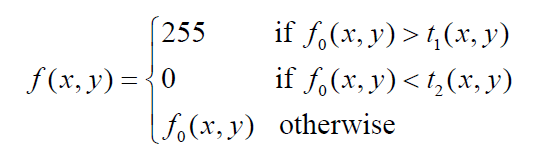 255 if f₀(x, y) > t₁(x, y)
f(x, y) = { 0 if f₀(x, y) < t₂(x, y)
f₀(x, y) otherwise